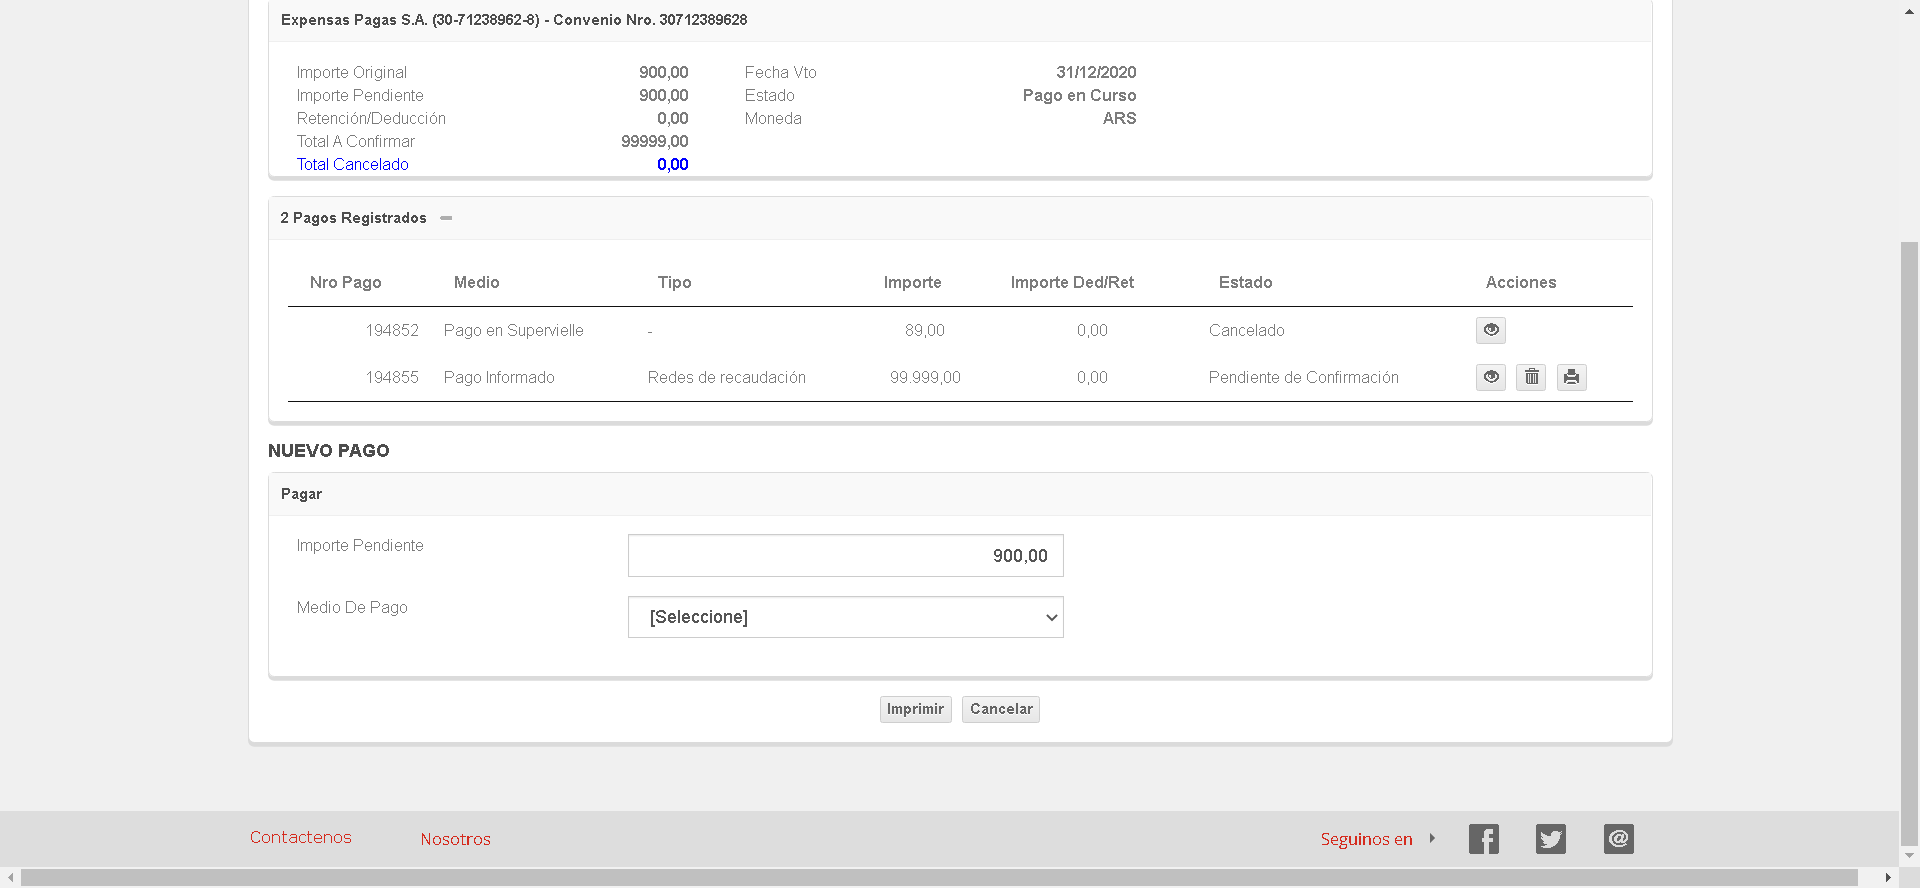 Expensas Pagas S.A. (30-71238962-8) - Convenio Nro. 30712389628
Importe Original 900,00 Fecha Vto 31/12/2020
Importe Pendiente 900,00 Estado Pago en Curso
Retención/Deducción 0,00 Moneda ARS
Total A Confirmar 99999,00
Total Cancelado 0,00
2 Pagos Registrados
Nro Pago Medio Tipo Importe Importe Ded/Ret Estado Acciones
194852 Pago en Supervielle - 89,00 0,00 Cancelado
194855 Pago Informado Redes de recaudación 99.999,00 0,00 Pendiente de Confirmación
NUEVO PAGO
Pagar
Importe Pendiente 900,00
Medio De Pago [Seleccione]
Imprimir Cancelar
Contactenos Nosotros Seguinos en